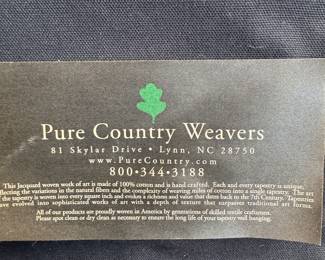 Pure Country Weavers
81 Skylar Drive • Lynn, NC 28750
www.PureCountry.com
800•344•3188
This Jacquard woven work of art is made of 100% cotton and is hand crafted. Each and every tapestry is unique,
reflecting the variations in the natural fibers and the complexity of weaving miles of cotton into a single tapestry. The art
of the tapestry is woven into every square inch and evokes a richness and value that dates back to the 7th Century. Tapestries
have evolved into sophisticated works of art with a depth of texture that surpasses traditional art forms.
All of our products are proudly woven in America by generations of skilled textile craftsmen.
Please spot clean or dry clean as necessary to ensure the long life of your tapestry wall hanging.